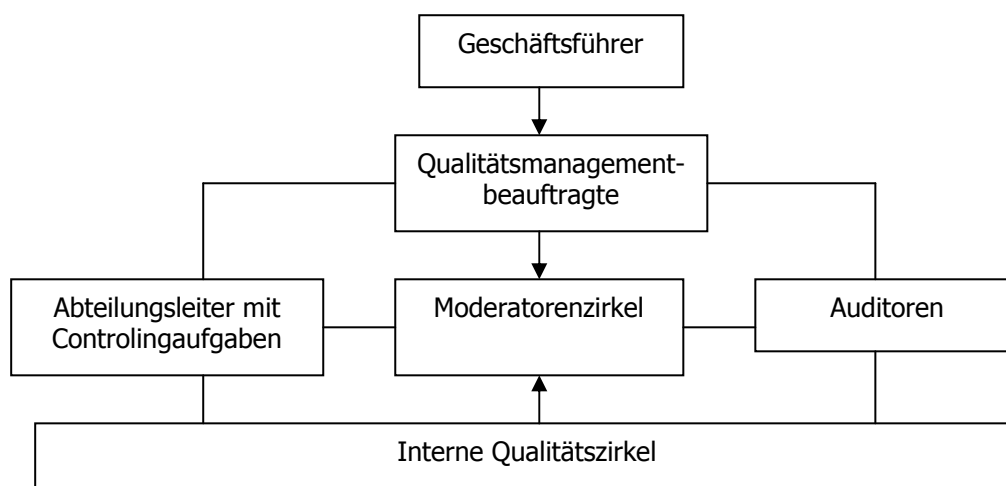 Geschäftsführer
Qualitätsmanagement-
beauftragte
Abteilungsleiter mit
Controlingaufgaben
Moderatorenzirkel
Auditoren
Interne Qualitätszirkel